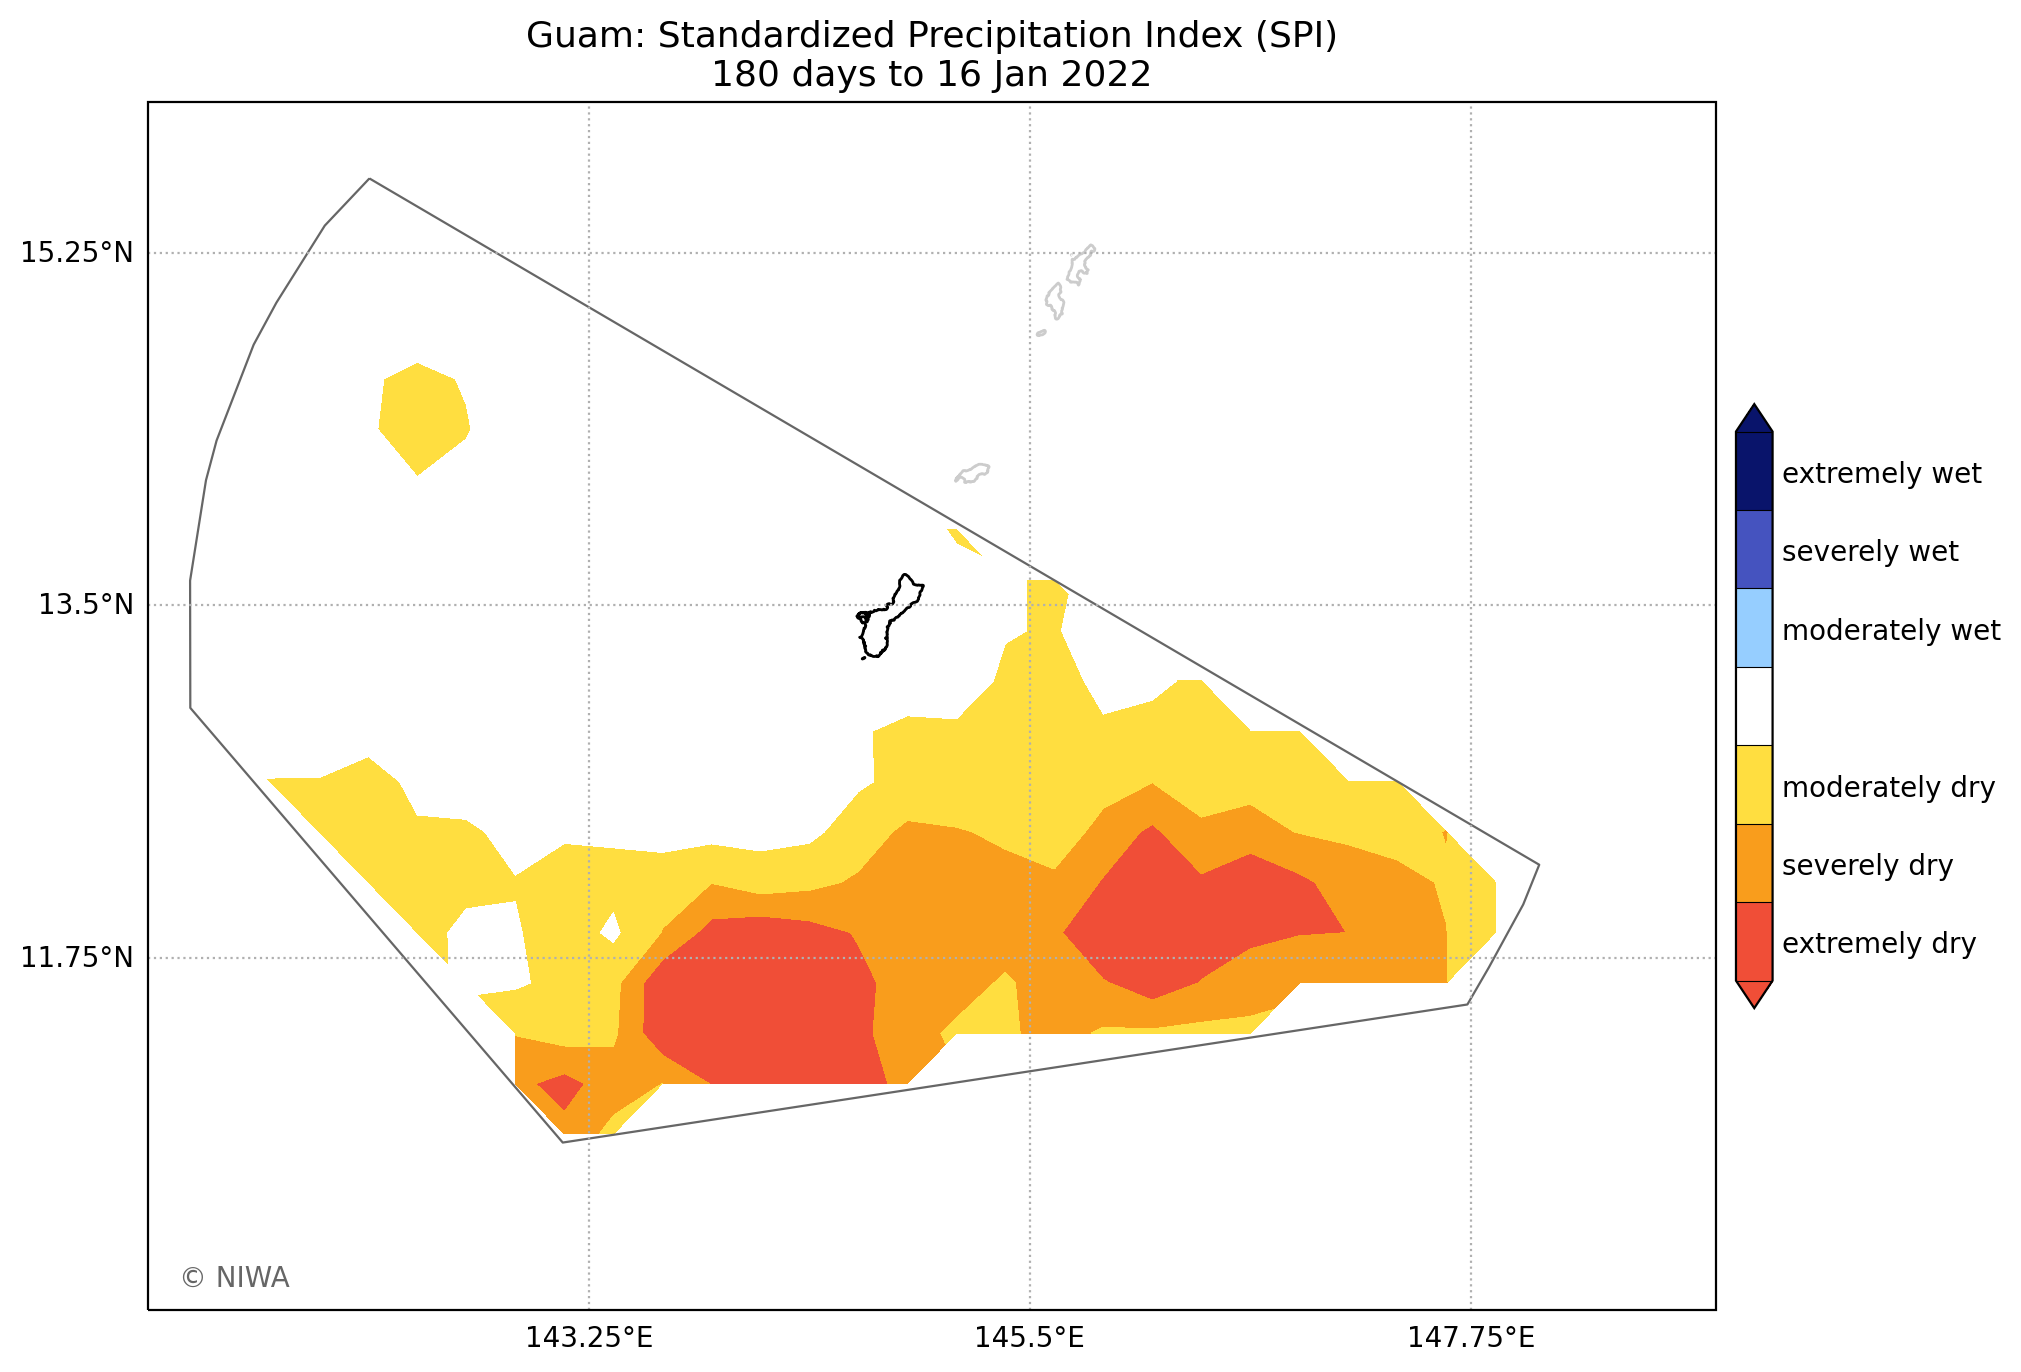 Guam: Standardized Precipitation Index (SPI)
180 days to 16 Jan 2022
15.25°N
13.5°N
11.75°N
143.25°E
145.5°E
147.75°E
extremely wet
severely wet
moderately wet
moderately dry
severely dry
extremely dry
© NIWA